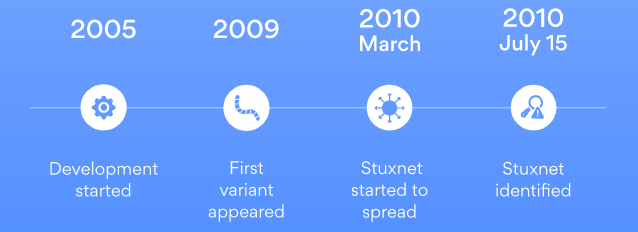 2005
Development
started
2009
First
variant
appeared
2010
March
Stuxnet
started to
spread
2010
July 15
Stuxnet
identified